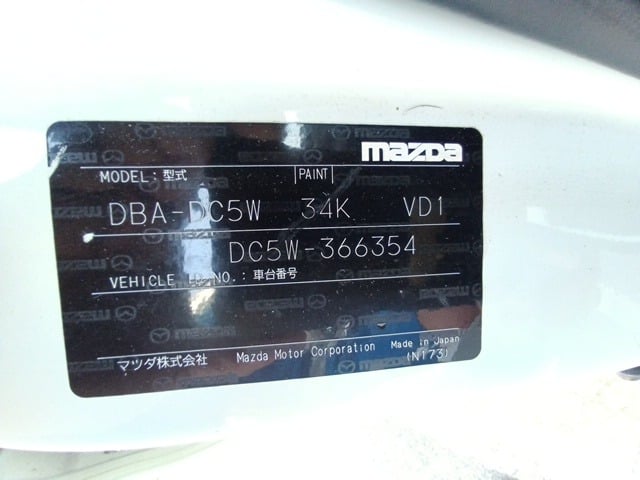 mazda
MODEL: 型式 PAINT
DBA-DC5W 34K VD1
DC5W-366354
VEHICLE I.D. NO.: 車台番号
マツダ株式会社 Mazda Motor Corporation Made in Japan
(N173)